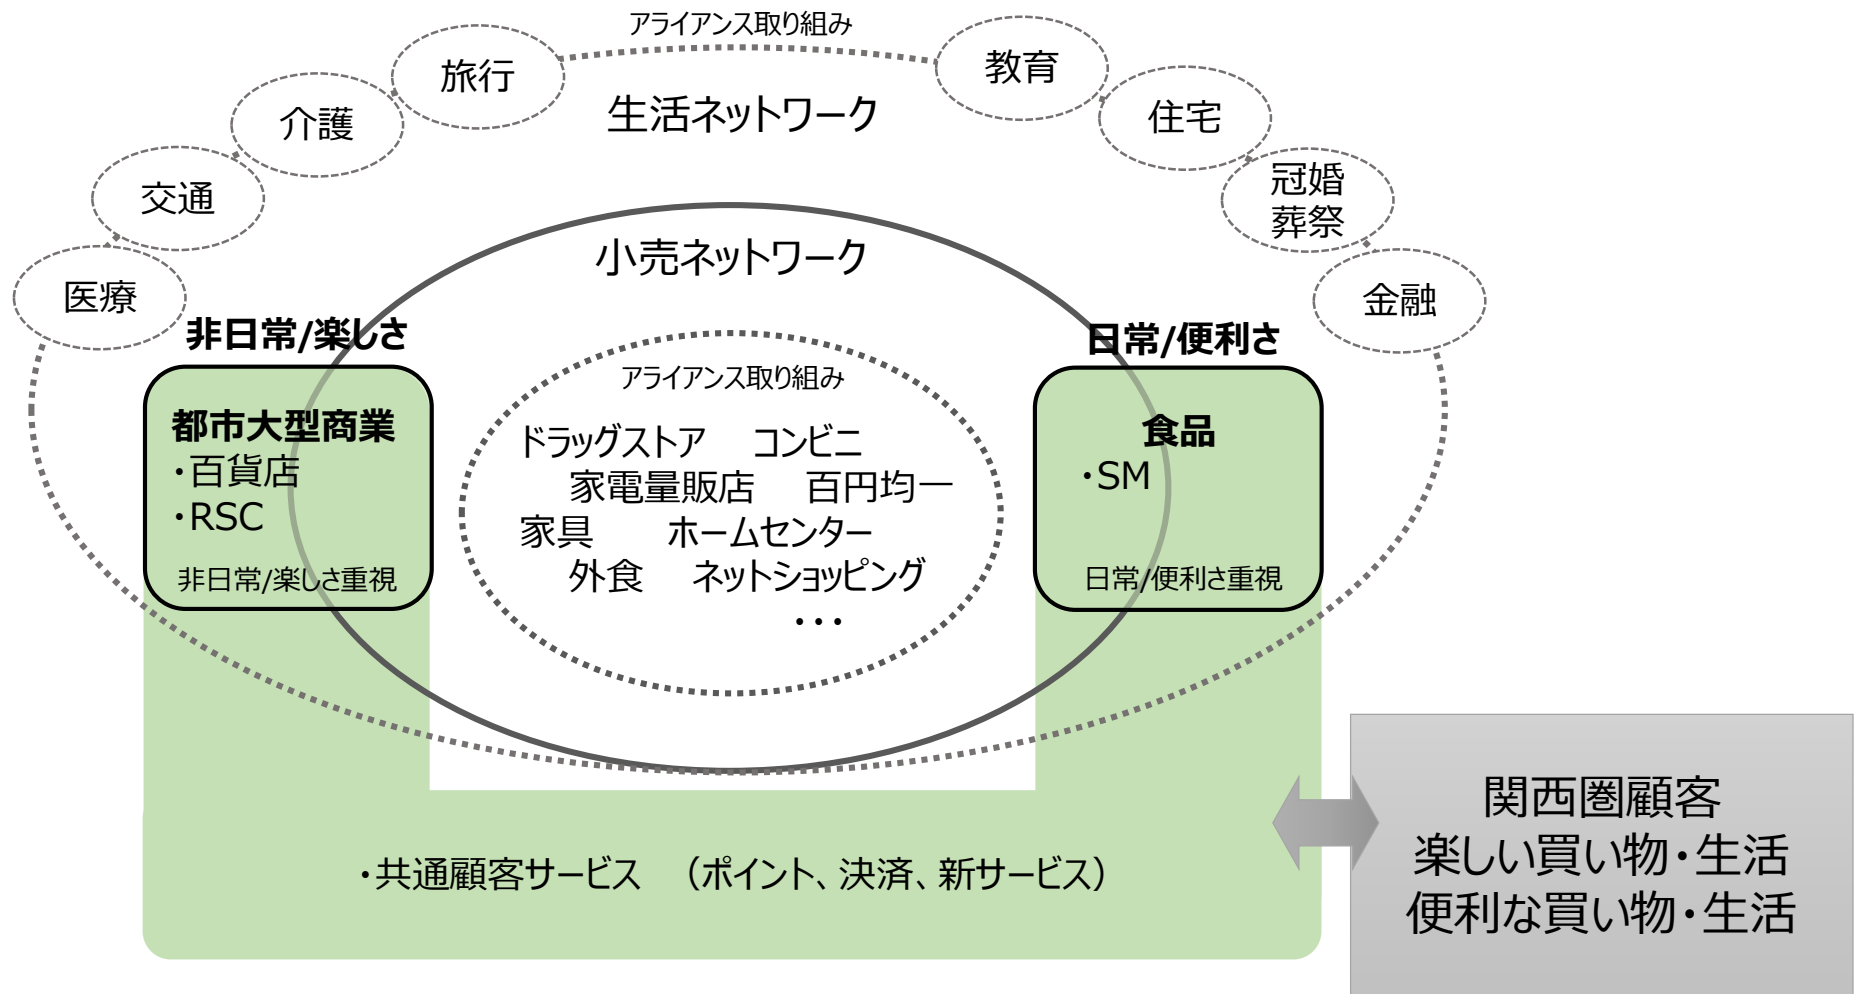 アライアンス取り組み
生活ネットワーク
旅行
教育
介護
住宅
交通
冠婚
葬祭
医療
金融
小売ネットワーク
非日常/楽しさ
日常/便利さ
都市大型商業
・百貨店
・RSC
非日常/楽しさ重視
アライアンス取り組み
ドラッグストア　コンビニ
家電量販店　百円均一
家具　ホームセンター
外食　ネットショッピング
・・・
食品
・SM
日常/便利さ重視
・共通顧客サービス　（ポイント、決済、新サービス）
関西圏顧客
楽しい買い物・生活
便利な買い物・生活